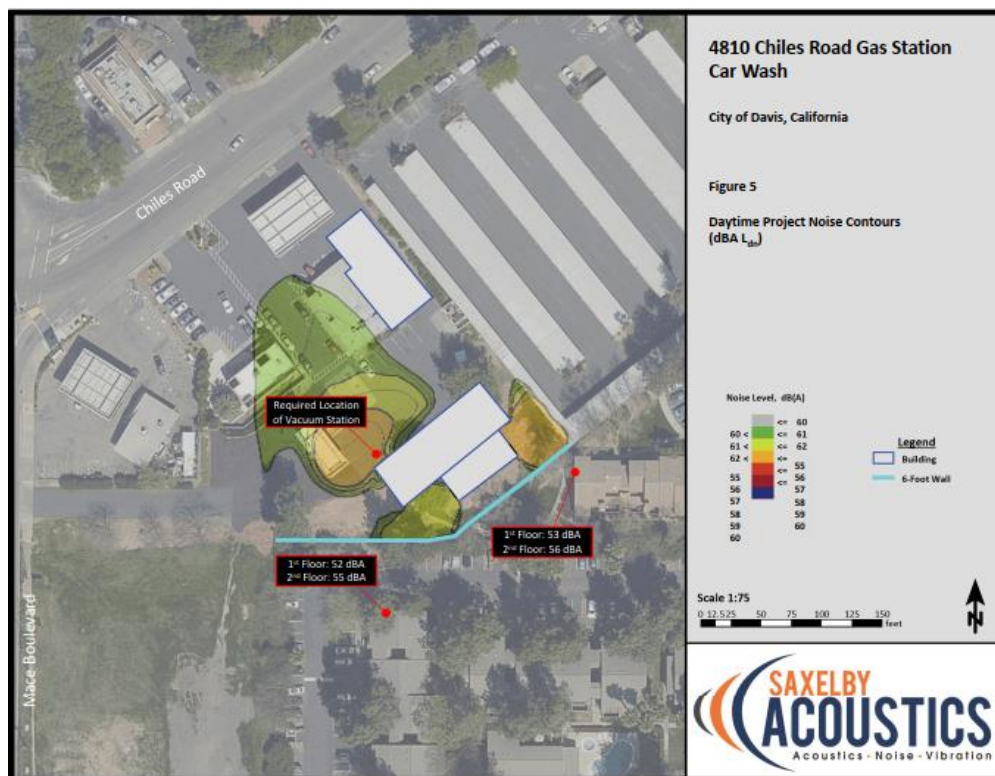 4810 Chiles Road Gas Station
Car Wash
City of Davis, California
Figure 5
Daytime Project Noise Contours
(dBA Ldn)
Chiles Road
Required Location
of Vacuum Station
1st Floor: 53 dBA
2nd Floor: 56 dBA
1st Floor: 52 dBA
2nd Floor: 55 dBA
Mace Boulevard
Noise Level, dB(A)
<= 60
60 < <= 61
61 < <= 62
62 < <=
<= 55
55 <= 56
56 57
57 58
58 59
59 60
60
Legend
Building
6-Foot Wall
Scale 1:75
0 12.525 50 75 100 125 150
feet
N
SAXELBY
ACOUSTICS
Acoustics - Noise - Vibration